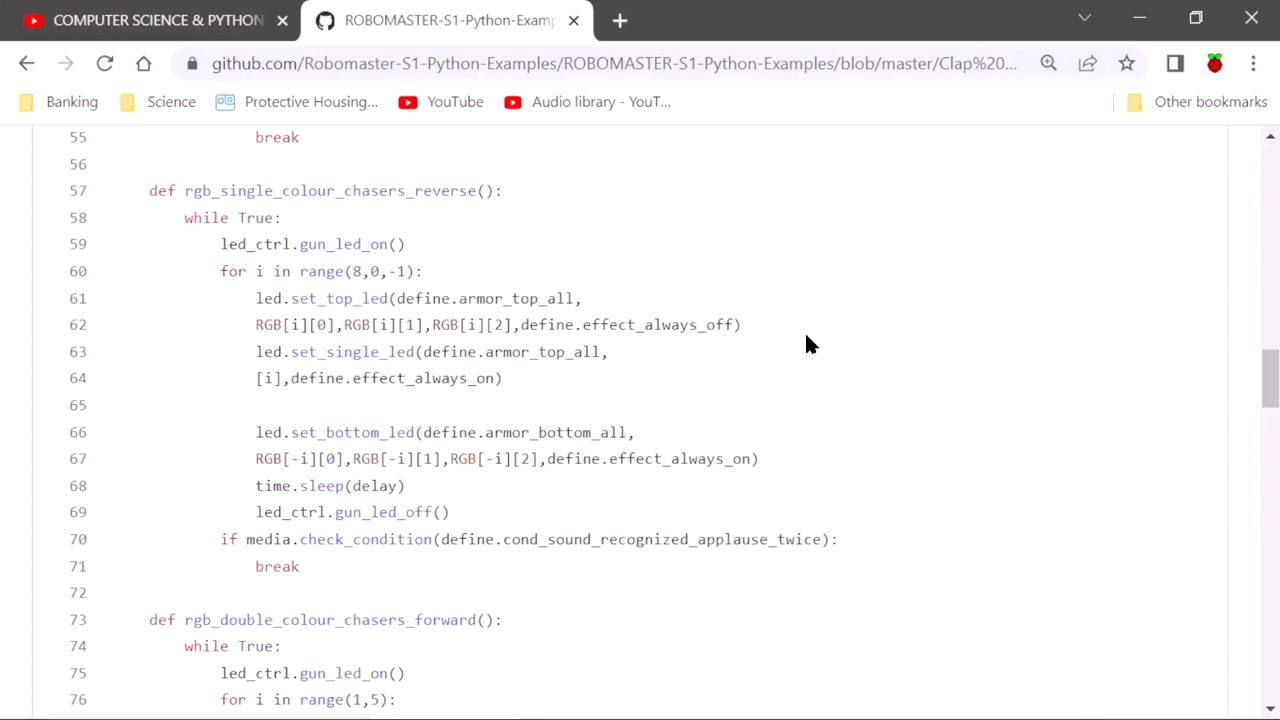 COMPUTER SCIENCE & PYTHON
ROBOMASTER-S1-Python-Examp
github.com/Robomaster-S1-Python-Examples/ROBOMASTER-S1-Python-Examples/blob/master/Clap%20...
Banking Science Protective Housing... YouTube Audio library - YouT... Other bookmarks
55 break
56
57 def rgb_single_colour_chasers_reverse():
58 while True:
59 led_ctrl.gun_led_on()
60 for i in range(8,0,-1):
61 led.set_top_led(define.armor_top_all,
62 RGB[i][0],RGB[i][1],RGB[i][2],define.effect_always_off)
63 led.set_single_led(define.armor_top_all,
64 [i],define.effect_always_on)
65
66 led.set_bottom_led(define.armor_bottom_all,
67 RGB[-i][0],RGB[-i][1],RGB[-i][2],define.effect_always_on)
68 time.sleep(delay)
69 led_ctrl.gun_led_off()
70 if media.check_condition(define.cond_sound_recognized_applause_twice):
71 break
72
73 def rgb_double_colour_chasers_forward():
74 while True:
75 led_ctrl.gun_led_on()
76 for i in range(1,5):